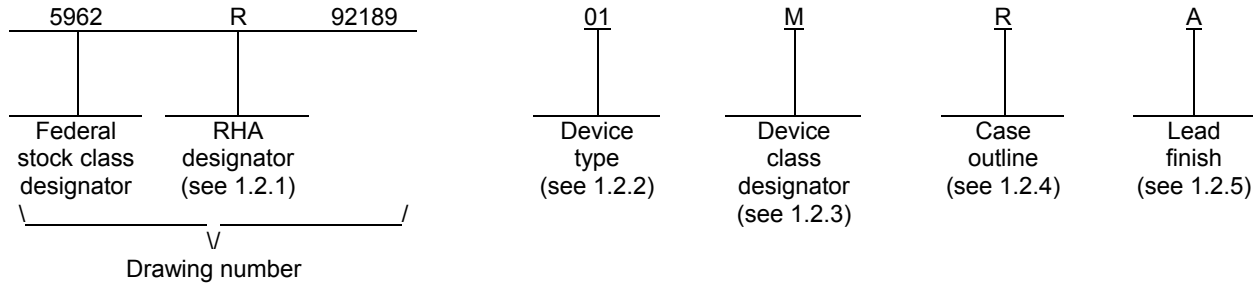 5962 R 92189 01 M R A
Federal RHA Device Device Case Lead
stock class designator type class outline finish
designator (see 1.2.1) (see 1.2.2) designator (see 1.2.4) (see 1.2.5)
(see 1.2.3)
\ /
\/
Drawing number